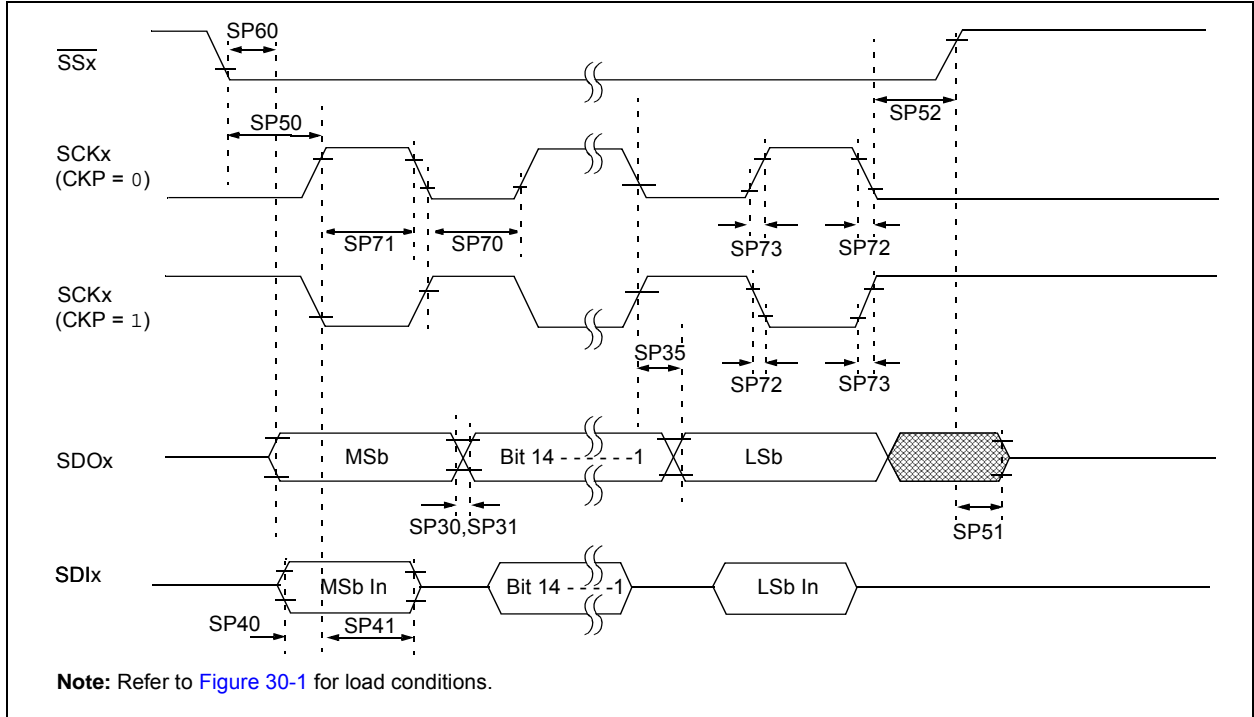 SP60
SSx
SP52
SP50
SCKx
(CKP = 0)
SP71
SP70
SP73
SP72
SCKx
(CKP = 1)
SP35
SP72
SP73
SDOx
MSb
Bit 14 - - - - - -1
LSb
SP30,SP31
SP51
SDIx
MSb In
Bit 14 - - - -1
LSb In
SP40
SP41
Note: Refer to Figure 30-1 for load conditions.